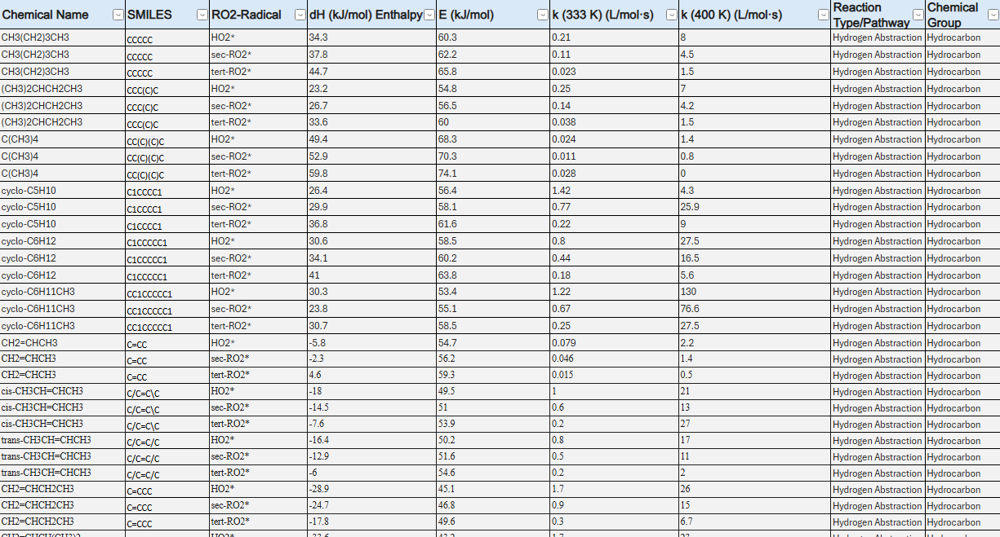 Chemical Name SMILES RO2-Radical dH (kJ/mol) Enthalpy E (kJ/mol) k (333 K) (L/mol·s) k (400 K) (L/mol·s) Reaction Type/Pathway Chemical Group
CH3(CH2)3CH3 CCCCC HO2* 34.3 60.3 0.21 8 Hydrogen Abstraction Hydrocarbon
CH3(CH2)3CH3 CCCCC sec-RO2* 37.8 62.2 0.11 4.5 Hydrogen Abstraction Hydrocarbon
CH3(CH2)3CH3 CCCCC tert-RO2* 44.7 65.8 0.023 1.5 Hydrogen Abstraction Hydrocarbon
(CH3)2CHCH2CH3 CCC(C)C HO2* 23.2 54.8 0.25 7 Hydrogen Abstraction Hydrocarbon
(CH3)2CHCH2CH3 CCC(C)C sec-RO2* 26.7 56.5 0.14 4.2 Hydrogen Abstraction Hydrocarbon
(CH3)2CHCH2CH3 CCC(C)C tert-RO2* 33.6 60 0.038 1.5 Hydrogen Abstraction Hydrocarbon
C(CH3)4 CC(C)(C)C HO2* 49.4 68.3 0.024 1.4 Hydrogen Abstraction Hydrocarbon
C(CH3)4 CC(C)(C)C sec-RO2* 52.9 70.3 0.011 0.8 Hydrogen Abstraction Hydrocarbon
C(CH3)4 CC(C)(C)C tert-RO2* 59.8 74.1 0.028 0 Hydrogen Abstraction Hydrocarbon
cyclo-C5H10 C1CCCC1 HO2* 26.4 56.4 1.42 4.3 Hydrogen Abstraction Hydrocarbon
cyclo-C5H10 C1CCCC1 sec-RO2* 29.9 58.1 0.77 25.9 Hydrogen Abstraction Hydrocarbon
cyclo-C5H10 C1CCCC1 tert-RO2* 36.8 61.6 0.22 9 Hydrogen Abstraction Hydrocarbon
cyclo-C6H12 C1CCCCC1 HO2* 30.6 58.5 0.8 27.5 Hydrogen Abstraction Hydrocarbon
cyclo-C6H12 C1CCCCC1 sec-RO2* 34.1 60.2 0.44 16.5 Hydrogen Abstraction Hydrocarbon
cyclo-C6H12 C1CCCCC1 tert-RO2* 41 63.8 0.18 5.6 Hydrogen Abstraction Hydrocarbon
cyclo-C6H11CH3 CC1CCCCC1 HO2* 30.3 53.4 1.22 130 Hydrogen Abstraction Hydrocarbon
cyclo-C6H11CH3 CC1CCCCC1 sec-RO2* 23.8 55.1 0.67 76.6 Hydrogen Abstraction Hydrocarbon
cyclo-C6H11CH3 CC1CCCCC1 tert-RO2* 30.7 58.5 0.25 27.5 Hydrogen Abstraction Hydrocarbon
CH2=CHCH3 C=CC HO2* -5.8 54.7 0.079 2.2 Hydrogen Abstraction Hydrocarbon
CH2=CHCH3 C=CC sec-RO2* -2.3 56.2 0.046 1.4 Hydrogen Abstraction Hydrocarbon
CH2=CHCH3 C=CC tert-RO2* 4.6 59.3 0.015 0.5 Hydrogen Abstraction Hydrocarbon
cis-CH3CH=CHCH3 C/C=C\C HO2* -18 49.5 1 21 Hydrogen Abstraction Hydrocarbon
cis-CH3CH=CHCH3 C/C=C\C sec-RO2* -14.5 51 0.6 13 Hydrogen Abstraction Hydrocarbon
cis-CH3CH=CHCH3 C/C=C\C tert-RO2* -7.6 53.9 0.2 27 Hydrogen Abstraction Hydrocarbon
trans-CH3CH=CHCH3 C/C=C/C HO2* -16.4 50.2 0.8 17 Hydrogen Abstraction Hydrocarbon
trans-CH3CH=CHCH3 C/C=C/C sec-RO2* -12.9 51.6 0.5 11 Hydrogen Abstraction Hydrocarbon
trans-CH3CH=CHCH3 C/C=C/C tert-RO2* -6 54.6 0.2 2 Hydrogen Abstraction Hydrocarbon
CH2=CHCH2CH3 C=CCC HO2* -28.9 45.1 1.7 26 Hydrogen Abstraction Hydrocarbon
CH2=CHCH2CH3 C=CCC sec-RO2* -24.7 46.8 0.9 15 Hydrogen Abstraction Hydrocarbon
CH2=CHCH2CH3 C=CCC tert-RO2* -17.8 49.6 0.3 6.7 Hydrogen Abstraction Hydrocarbon